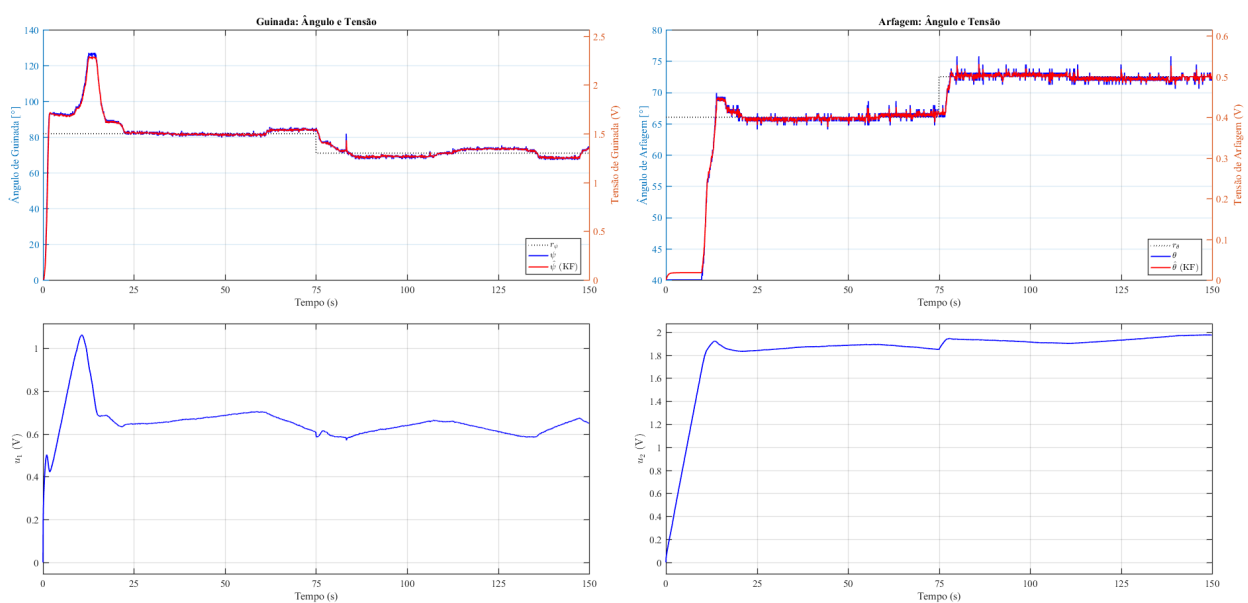 Guinada: Ângulo e Tensão
Ângulo de Guinada [°]
140
120
100
80
60
40
20
0
Tensão de Guinada (V)
2.5
2
1.5
1
0.5
0
0 25 50 75 100 125 150
Tempo (s)
r_ψ
ψ
ψ̂ (KF)
Arfagem: Ângulo e Tensão
Ângulo de Arfagem [°]
80
75
70
65
60
55
50
45
40
Tensão de Arfagem (V)
0.6
0.5
0.4
0.3
0.2
0.1
0
0 25 50 75 100 125 150
Tempo (s)
r_θ
θ
θ̂ (KF)
u₁ (V)
1
0.8
0.6
0.4
0.2
0
0 25 50 75 100 125 150
Tempo (s)
u₂ (V)
2
1.8
1.6
1.4
1.2
1
0.8
0.6
0.4
0.2
0
0 25 50 75 100 125 150
Tempo (s)